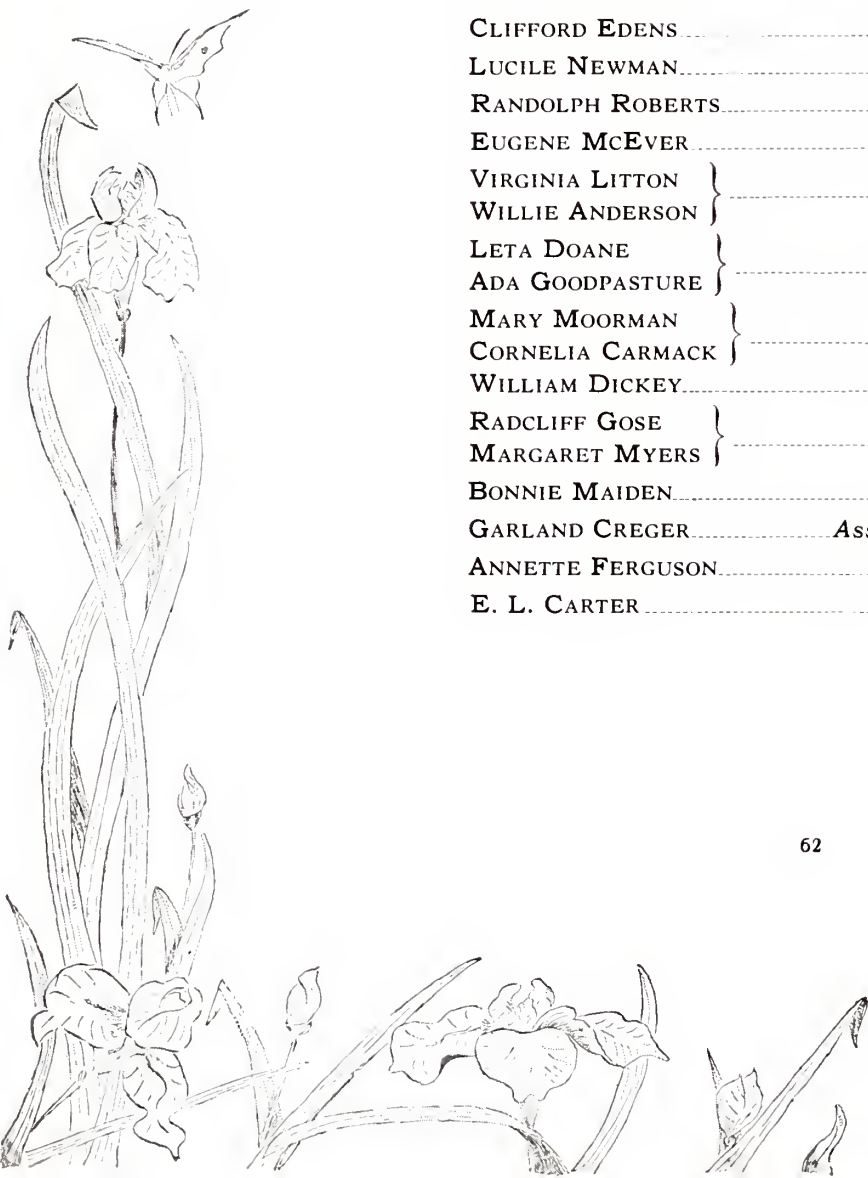 CLIFFORD EDENS
LUCILE NEWMAN
RANDOLPH ROBERTS
EUGENE MCEVER
VIRGINIA LITTON
WILLIE ANDERSON
LETA DOANE
ADA GOODPASTURE
MARY MOORMAN
CORNELIA CARMACK
WILLIAM DICKEY
RADCLIFF GOSE
MARGARET MYERS
BONNIE MAIDEN
GARLAND CREGER
ANNETTE FERGUSON
E. L. CARTER
62